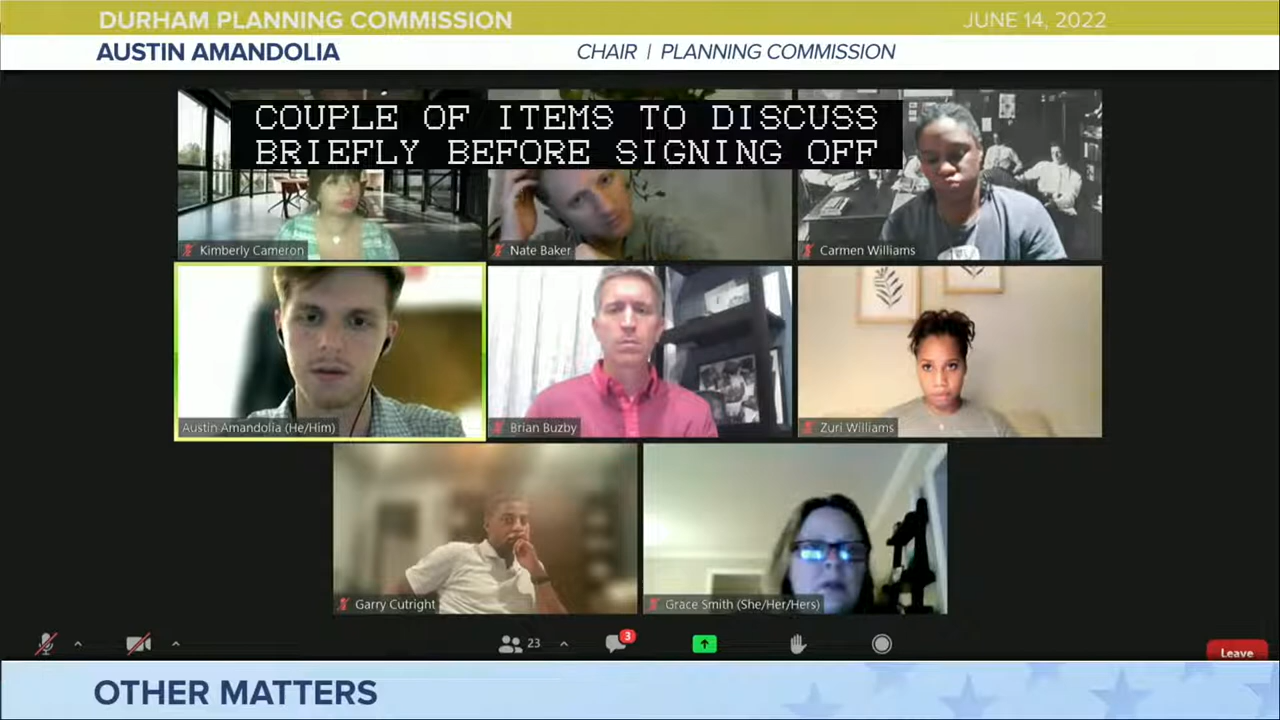 DURHAM PLANNING COMMISSION
JUNE 14, 2022
AUSTIN AMANDOLIA
CHAIR | PLANNING COMMISSION
COUPLE OF ITEMS TO DISCUSS
BRIEFLY BEFORE SIGNING OFF
Kimberly Cameron
Nate Baker
Carmen Williams
Austin Amandolia (He/Him)
Brian Buzby
Zuri Williams
Garry Cutright
Grace Smith (She/Her/Hers)
23
3
Leave
OTHER MATTERS